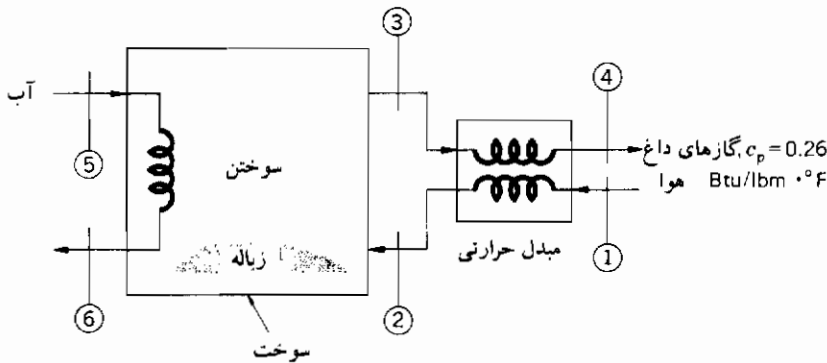 ③
④
آب
⑤
سوختن
گازهای داغ, cₚ = 0.26
هوا Btu/lbm · °F
مبدل حرارتی
①
زباله
⑥
②
سوخت